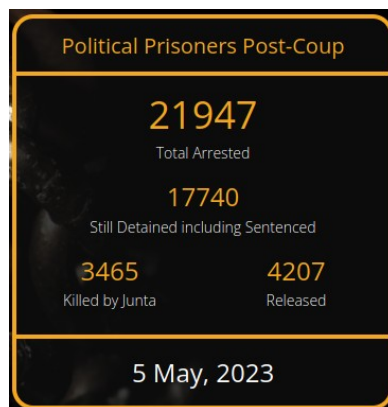 Political Prisoners Post-Coup
21947
Total Arrested
17740
Still Detained including Sentenced
3465 4207
Killed by Junta Released
5 May, 2023